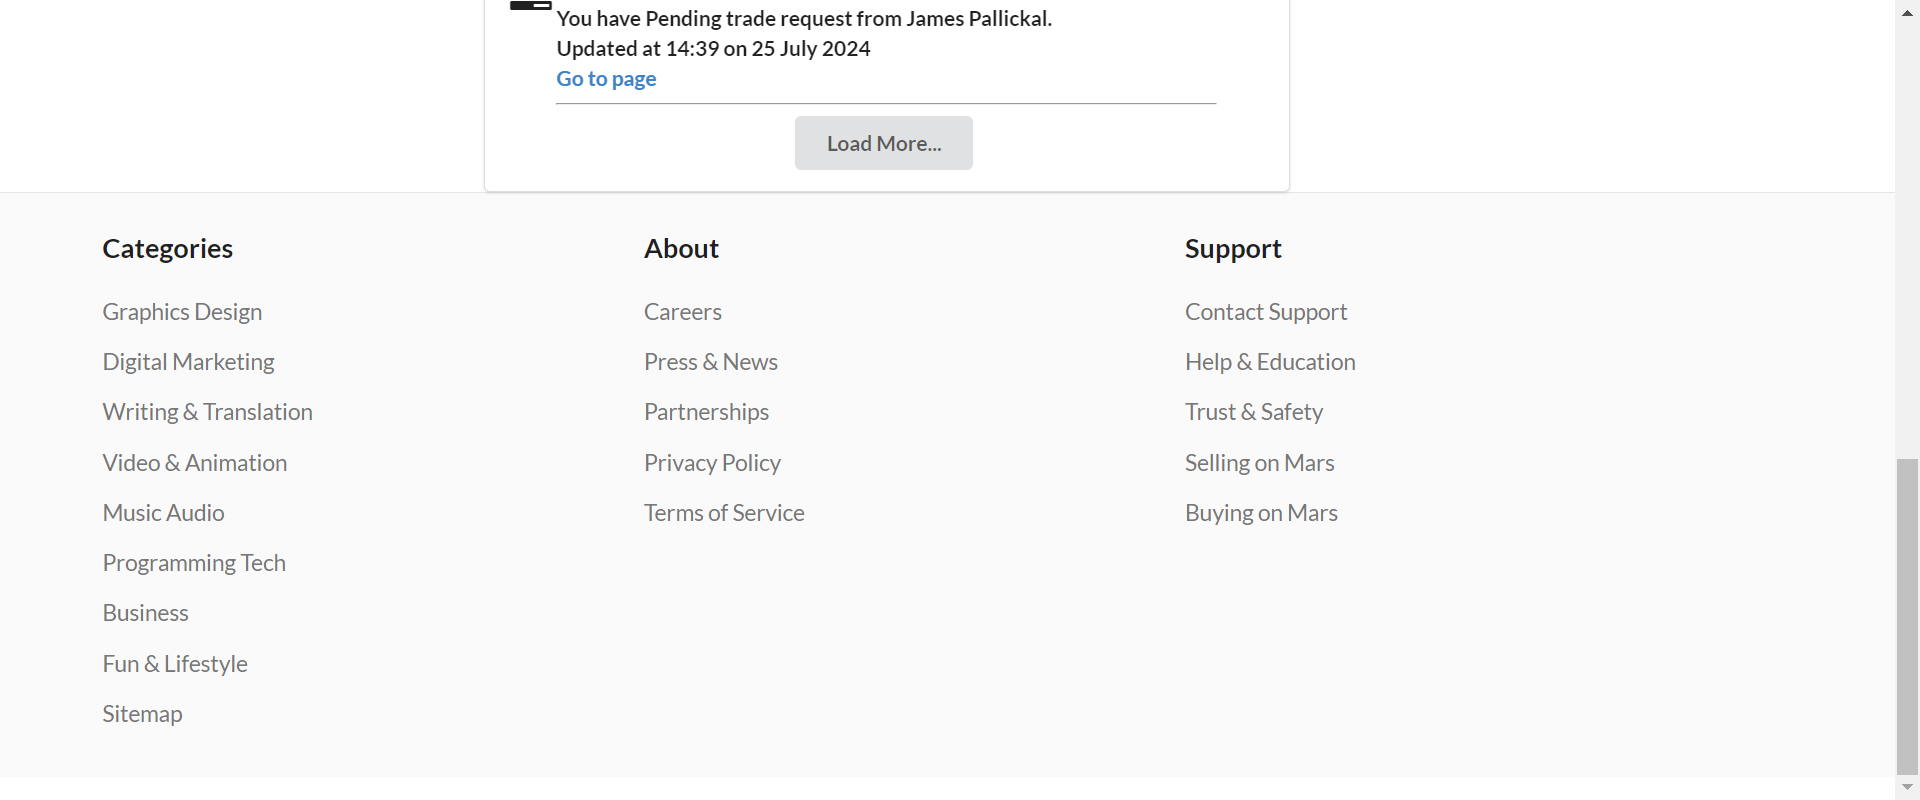 You have Pending trade request from James Pallickal.
Updated at 14:39 on 25 July 2024
Go to page
Load More...
Categories
Graphics Design
Digital Marketing
Writing & Translation
Video & Animation
Music Audio
Programming Tech
Business
Fun & Lifestyle
Sitemap
About
Careers
Press & News
Partnerships
Privacy Policy
Terms of Service
Support
Contact Support
Help & Education
Trust & Safety
Selling on Mars
Buying on Mars